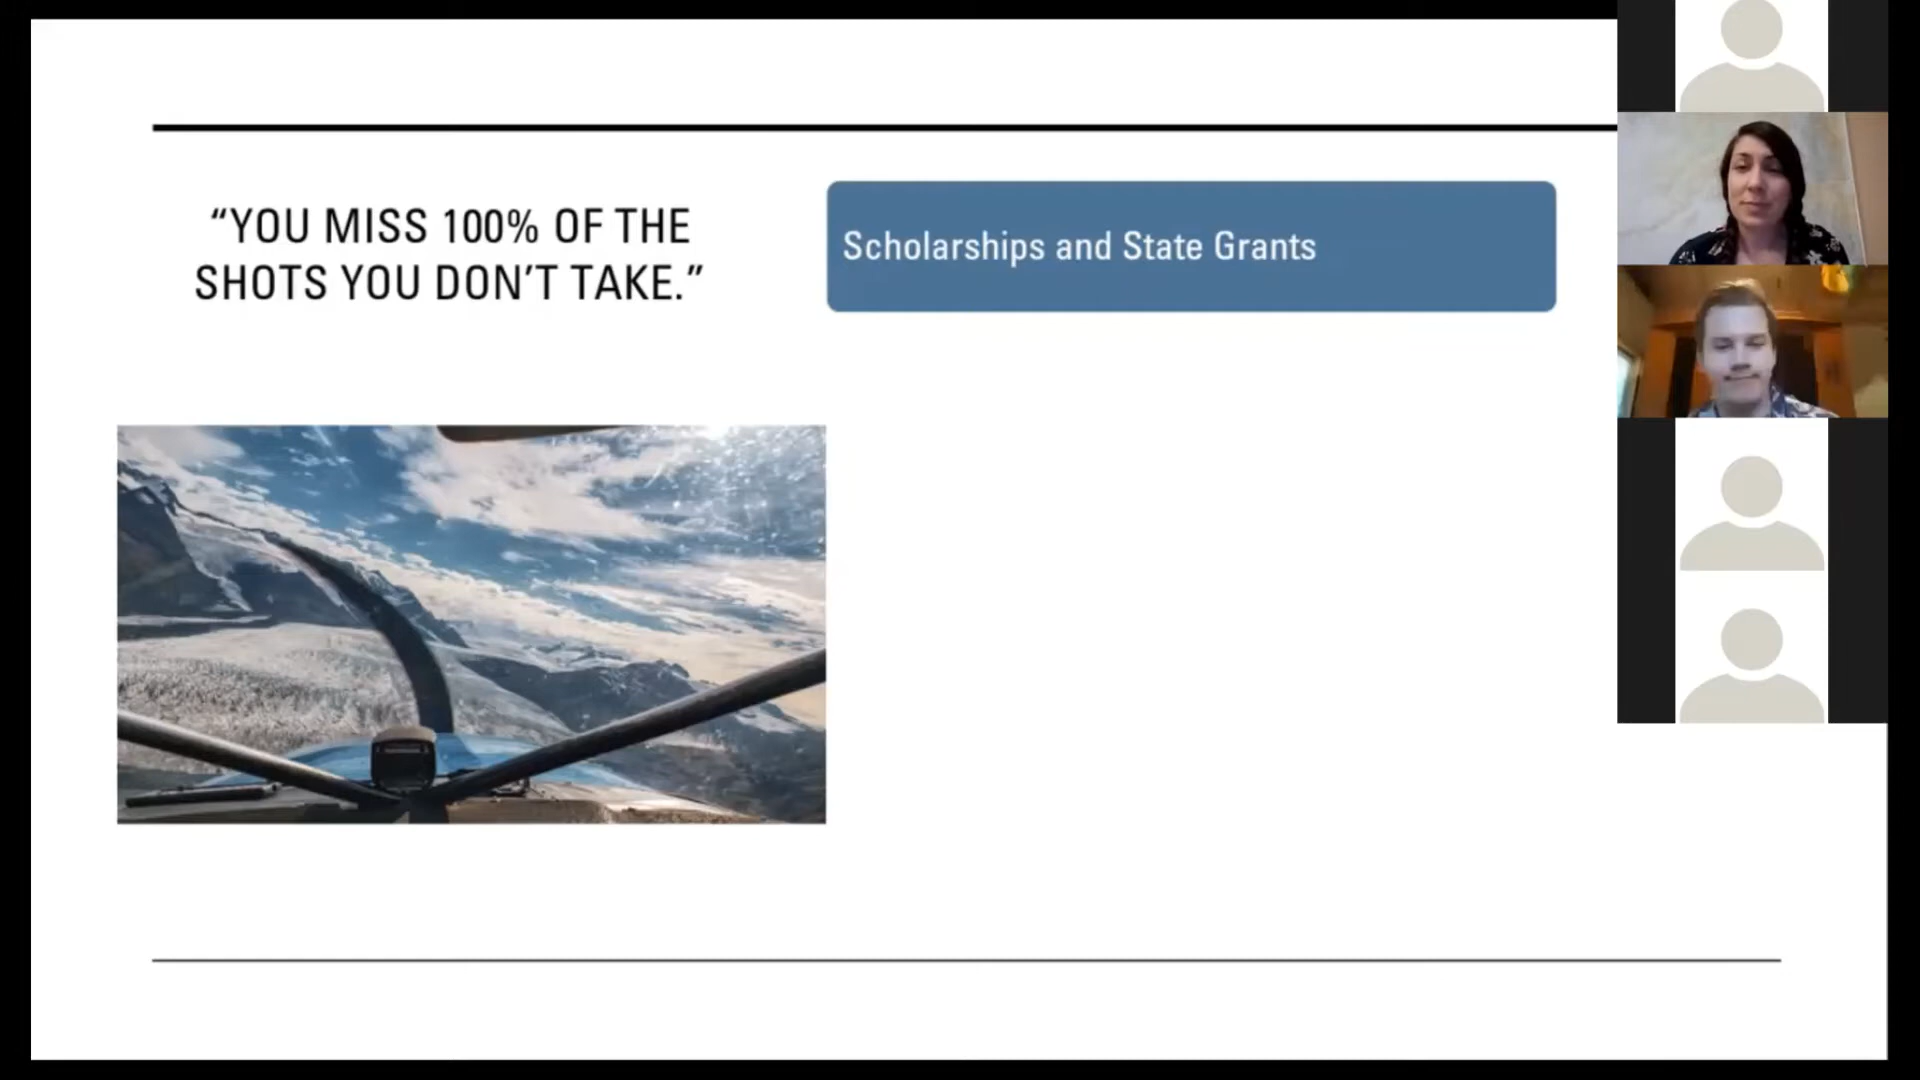 “YOU MISS 100% OF THE
SHOTS YOU DON’T TAKE.”
Scholarships and State Grants